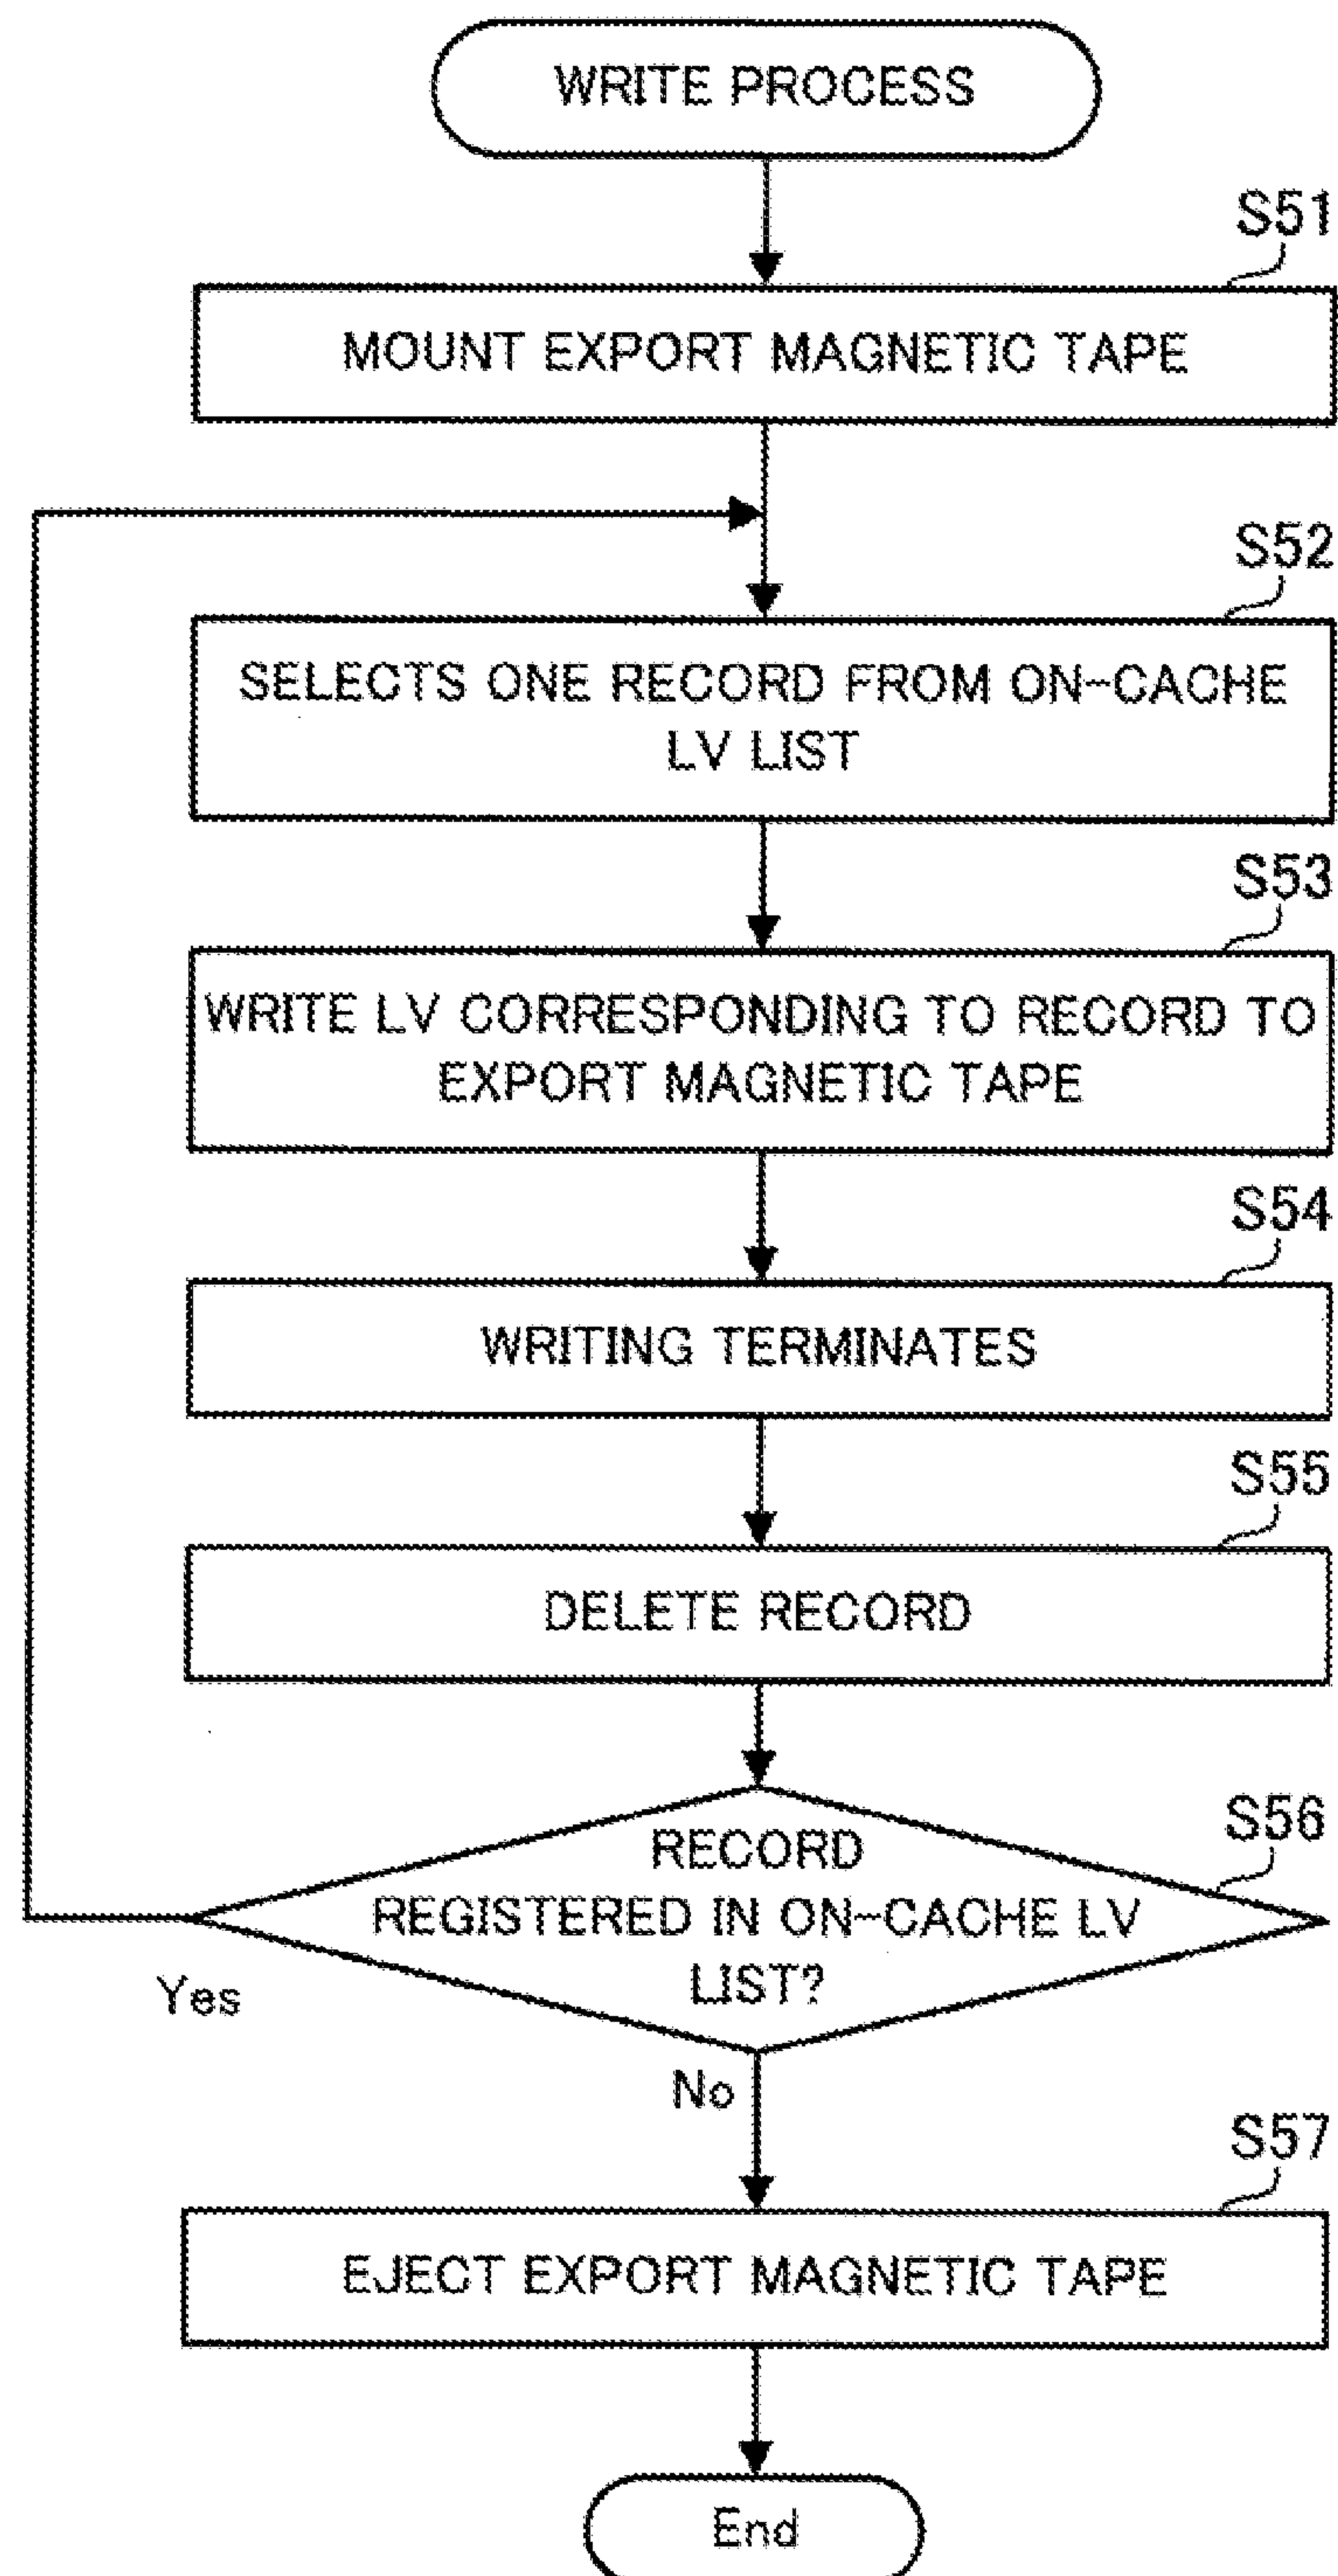 WRITE PROCESS
S51
MOUNT EXPORT MAGNETIC TAPE
S52
SELECTS ONE RECORD FROM ON-CACHE
LV LIST
S53
WRITE LV CORRESPONDING TO RECORD TO
EXPORT MAGNETIC TAPE
S54
WRITING TERMINATES
S55
DELETE RECORD
S56
RECORD
REGISTERED IN ON-CACHE LV
LIST?
Yes
No
S57
EJECT EXPORT MAGNETIC TAPE
End